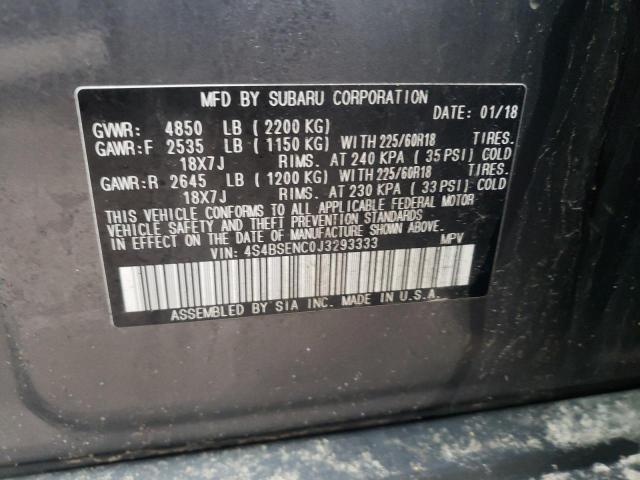 MFD BY SUBARU CORPORATION
DATE: 01/18
GVWR: 4850 LB (2200 KG)
GAWR:F 2535 LB (1150 KG) WITH 225/60R18 TIRES.
18X7J RIMS. AT 240 KPA (35 PSI) COLD
GAWR:R 2645 LB (1200 KG) WITH 225/60R18 TIRES.
18X7J RIMS. AT 230 KPA (33 PSI) COLD
THIS VEHICLE CONFORMS TO ALL APPLICABLE FEDERAL MOTOR
VEHICLE SAFETY AND THEFT PREVENTION STANDARDS
IN EFFECT ON THE DATE OF MANUFACTURE SHOWN ABOVE.
VIN: 4S4BSENC0J3293333 MPV
ASSEMBLED BY SIA INC. MADE IN U.S.A.